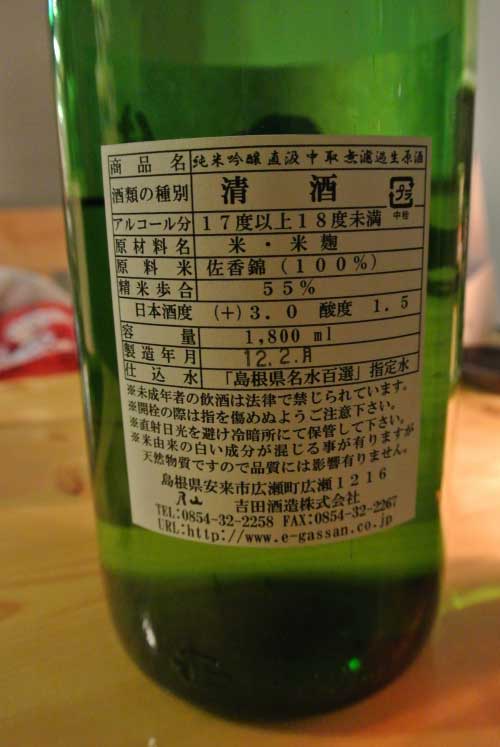 商品名 純米吟醸 直汲 中取 無濾過生原酒
酒類の種別 清酒 プラ 中栓
アルコール分 17度以上18度未満
原材料名 米・米麹
原料米 佐香錦(100%)
精米歩合 55%
日本酒度 (+)3.0 酸度 1.5
容量 1,800 ml
製造年月 12.2.月
仕込水 「島根県名水百選」指定水
※未成年者の飲酒は法律で禁じられています。
※開栓の際は指を傷めぬようご注意下さい。
※直射日光を避け冷暗所にて保管して下さい。
※米由来の白い成分が混じる事が有りますが
天然物質ですので品質には影響有りません。
島根県安来市広瀬町広瀬1216
月山 吉田酒造株式会社
TEL:0854-32-2258 FAX:0854-32-2267
URL:http://www.e-gassan.co.jp